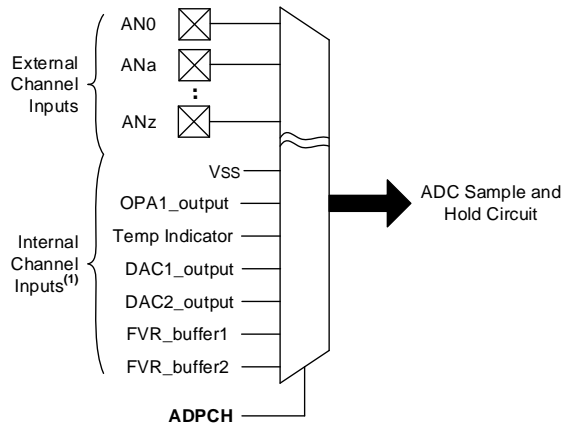 External
Channel
Inputs
AN0
ANa
:
ANz
Internal
Channel
Inputs(1)
VSS
OPA1_output
Temp Indicator
DAC1_output
DAC2_output
FVR_buffer1
FVR_buffer2
ADPCH
ADC Sample and
Hold Circuit